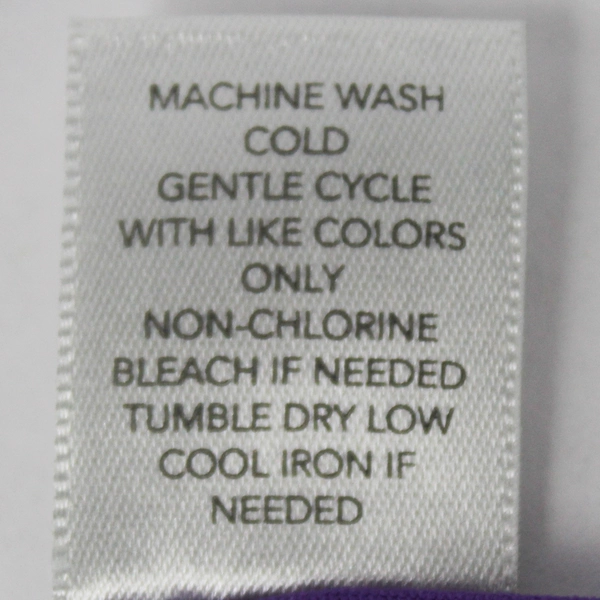 MACHINE WASH
COLD
GENTLE CYCLE
WITH LIKE COLORS
ONLY
NON-CHLORINE
BLEACH IF NEEDED
TUMBLE DRY LOW
COOL IRON IF
NEEDED